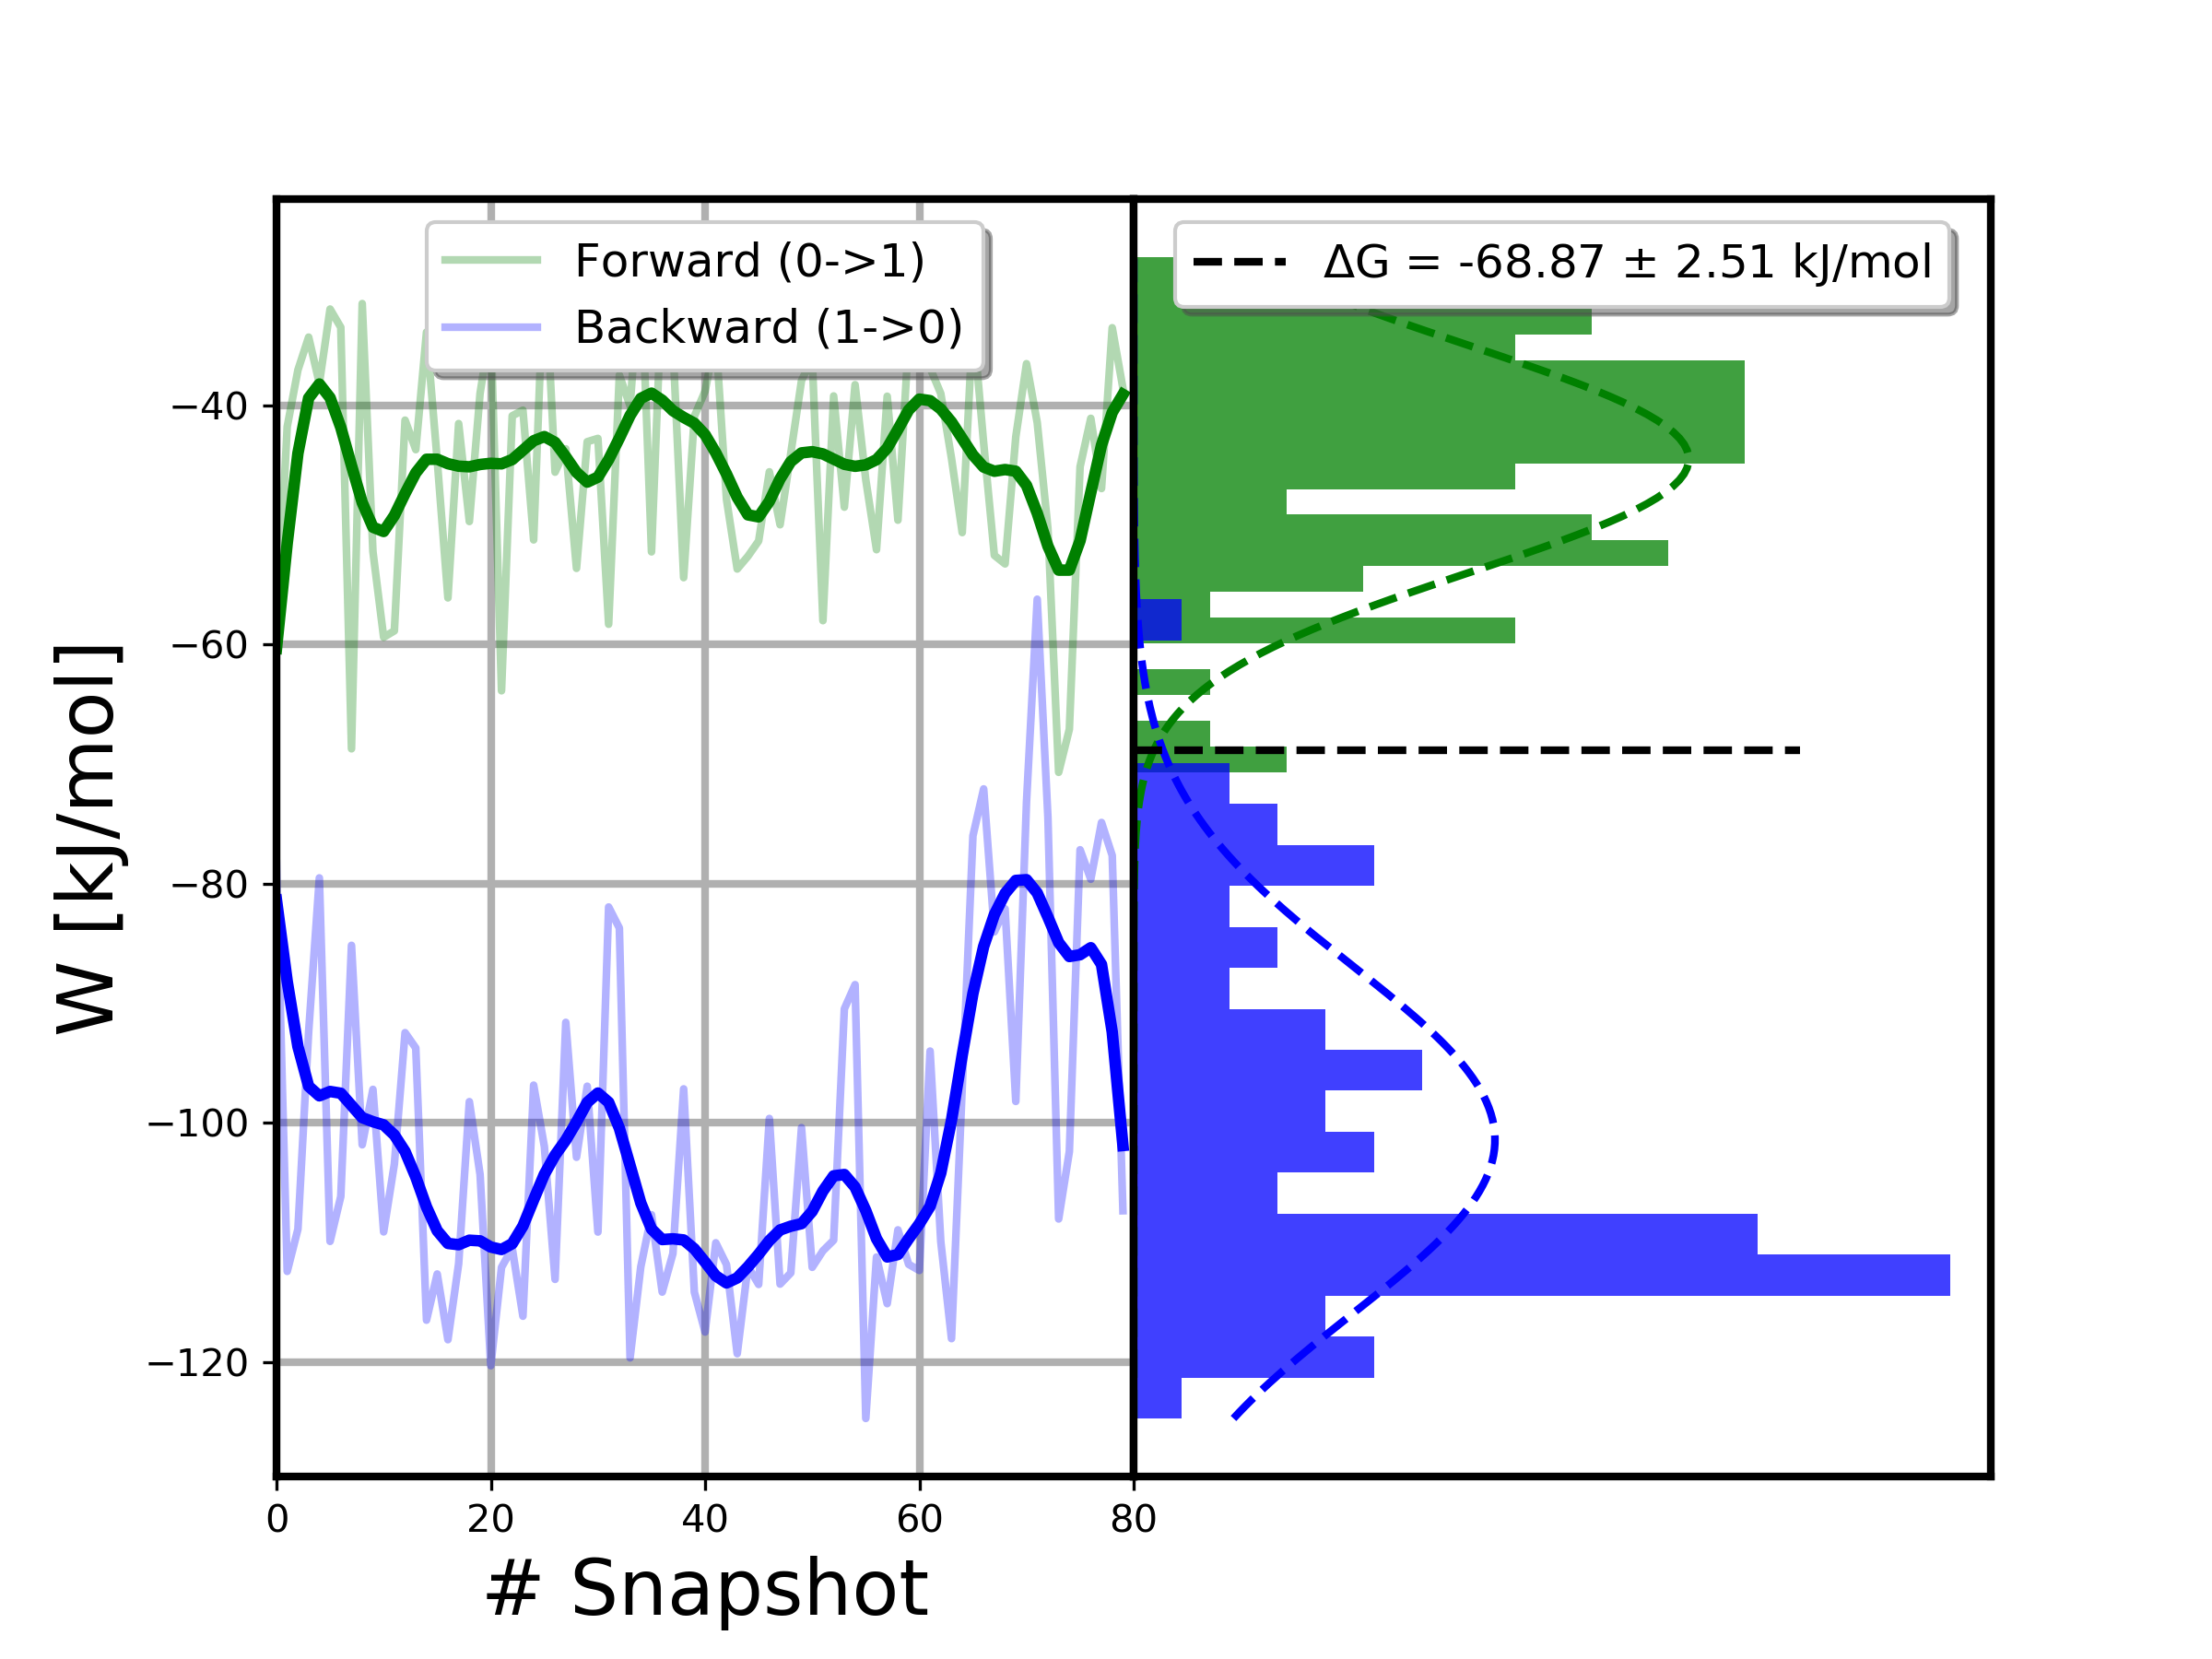 Forward (0->1)
Backward (1->0)
ΔG = -68.87 ± 2.51 kJ/mol
W [kJ/mol]
−40
−60
−80
−100
−120
0 20 40 60 80
# Snapshot